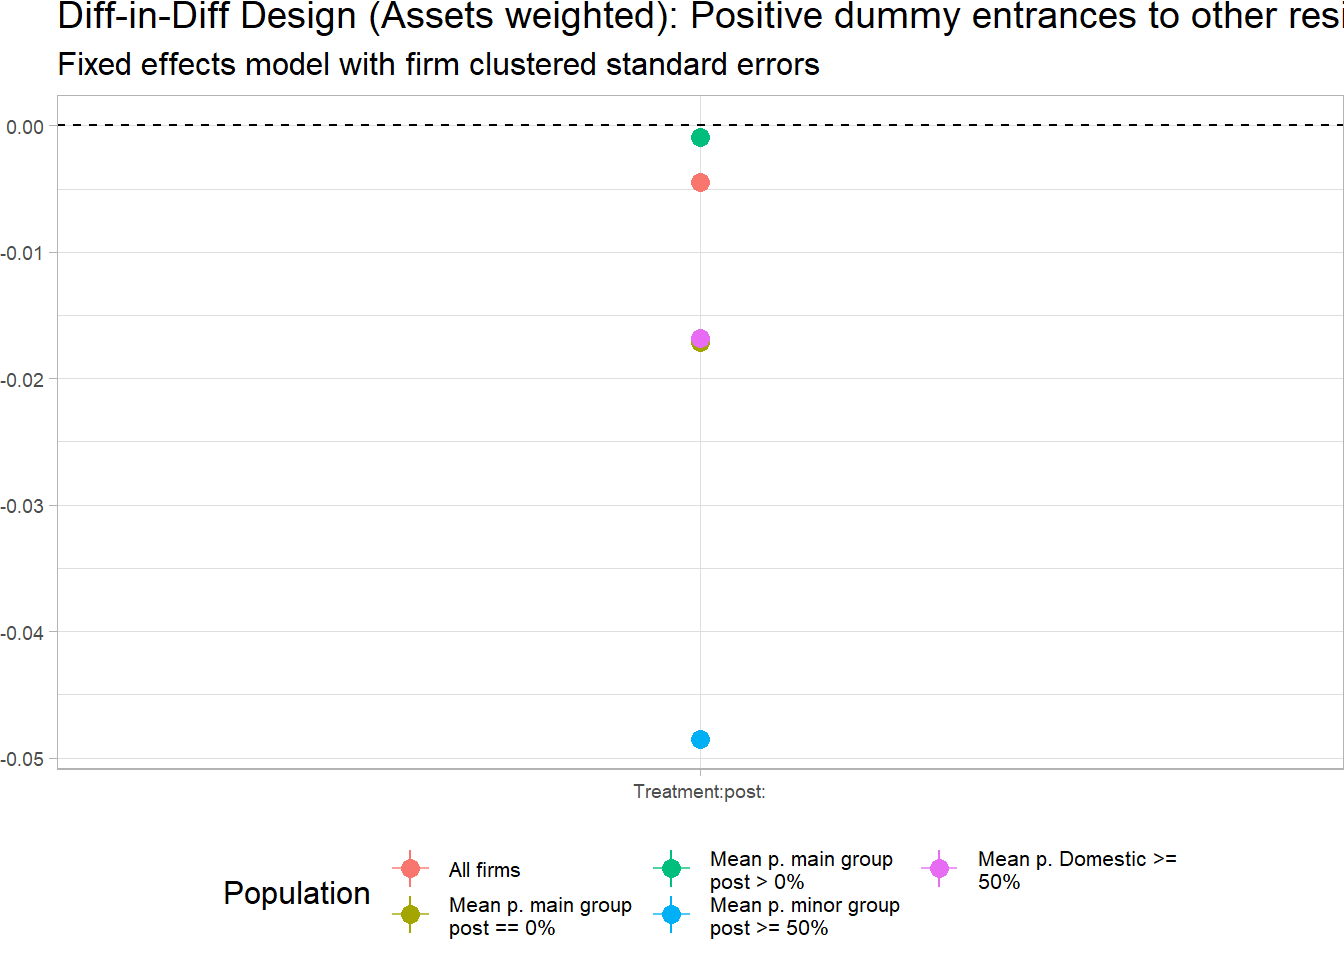 Diff-in-Diff Design (Assets weighted): Positive dummy entrances to other resi
Fixed effects model with firm clustered standard errors
0.00
-0.01
-0.02
-0.03
-0.04
-0.05
Treatment:post:
Population
All firms
Mean p. main group
post == 0%
Mean p. main group
post > 0%
Mean p. minor group
post >= 50%
Mean p. Domestic >=
50%